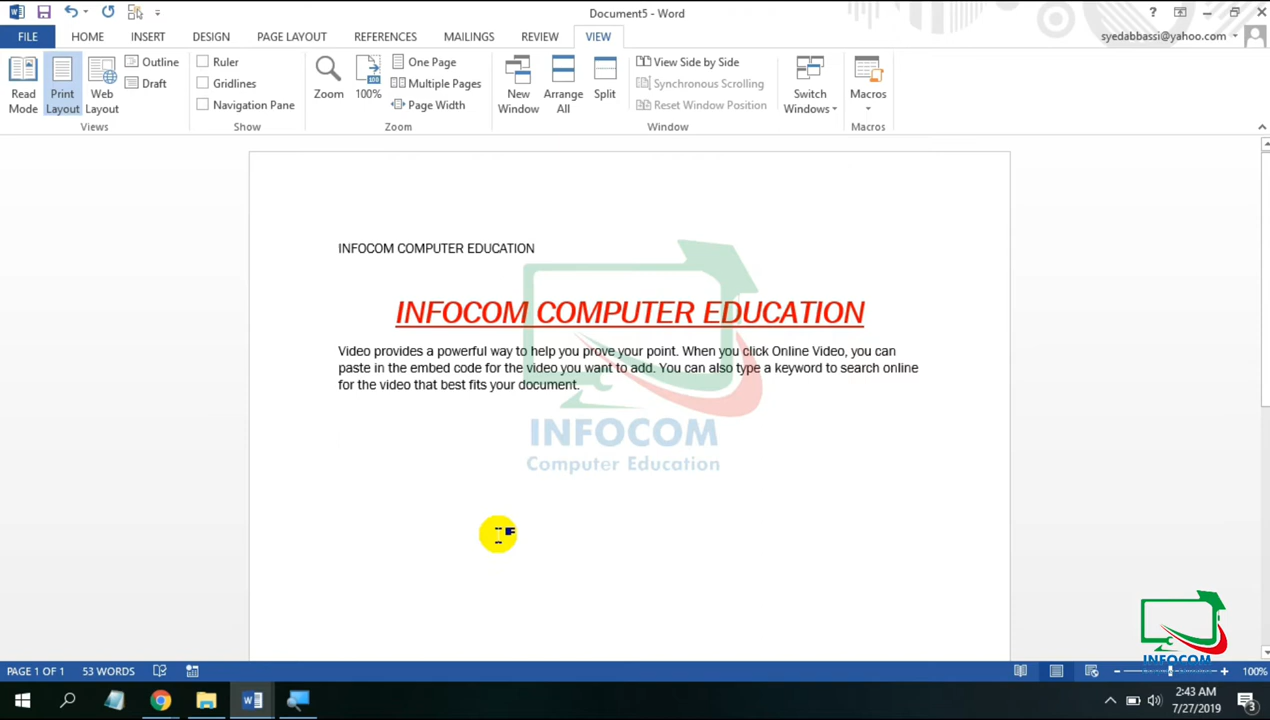 Document5 - Word
FILE HOME INSERT DESIGN PAGE LAYOUT REFERENCES MAILINGS REVIEW VIEW syedabbassi@yahoo.com
Read Mode
Print Layout
Web Layout
Outline
Draft
Views
Ruler
Gridlines
Navigation Pane
Show
Zoom
100%
One Page
Multiple Pages
Page Width
Zoom
New Window
Arrange All
Split
View Side by Side
Synchronous Scrolling
Reset Window Position
Window
Switch Windows
Macros
Macros
INFOCOM COMPUTER EDUCATION
INFOCOM COMPUTER EDUCATION
Video provides a powerful way to help you prove your point. When you click Online Video, you can
paste in the embed code for the video you want to add. You can also type a keyword to search online
for the video that best fits your document.
INFOCOM
Computer Education
INFOCOM
PAGE 1 OF 1 53 WORDS 100%
2:43 AM
7/27/2019
3